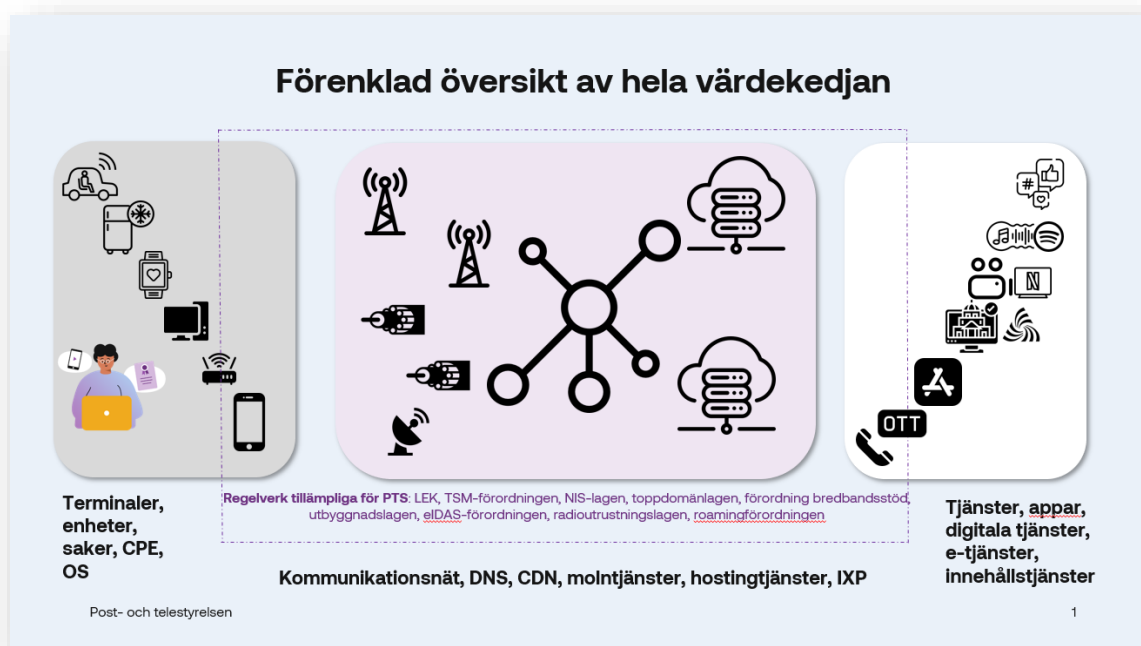 Förenklad översikt av hela värdekedjan
#
N
OTT
Regelverk tillämpliga för PTS: LEK, TSM-förordningen, NIS-lagen, toppdomänlagen, förordning bredbandsstöd,
utbyggnadslagen, eIDAS-förordningen, radioutrustningslagen, roamingförordningen
Terminaler,
enheter,
saker, CPE,
OS
Kommunikationsnät, DNS, CDN, molntjänster, hostingtjänster, IXP
Tjänster, appar,
digitala tjänster,
e-tjänster,
innehållstjänster
Post- och telestyrelsen
1